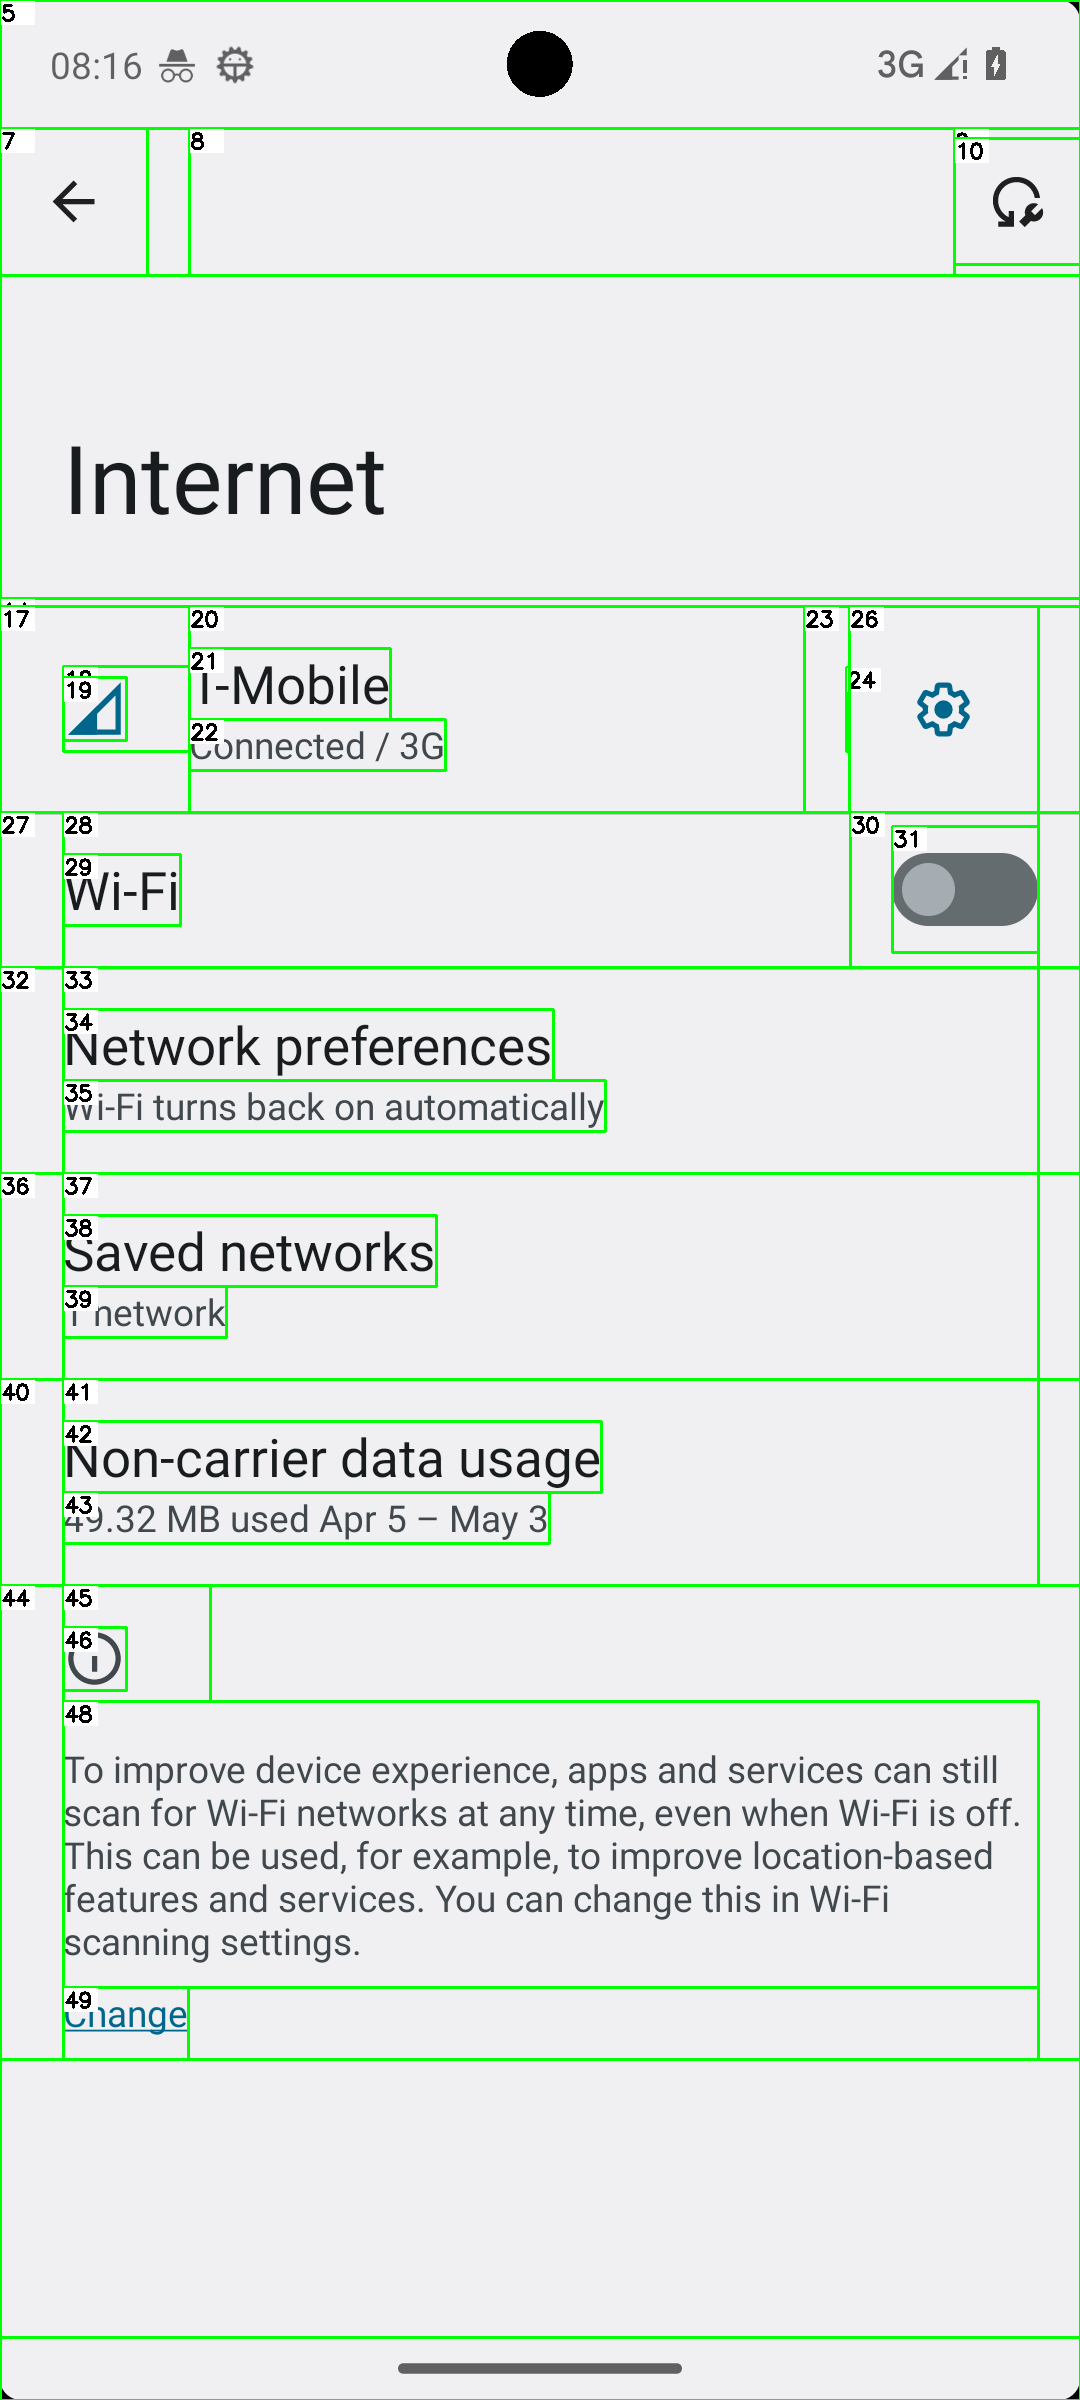 5
08:16
3G
7
8
10
Internet
17
20
23
26
21
T-Mobile
19
24
22
Connected / 3G
27
28
30
31
29
Wi-Fi
32
33
34
Network preferences
35
Wi-Fi turns back on automatically
36
37
38
Saved networks
39
1 network
40
41
42
Non-carrier data usage
43
49.32 MB used Apr 5 – May 3
44
45
46
48
To improve device experience, apps and services can still
scan for Wi-Fi networks at any time, even when Wi-Fi is off.
This can be used, for example, to improve location-based
features and services. You can change this in Wi-Fi
scanning settings.
49
Change